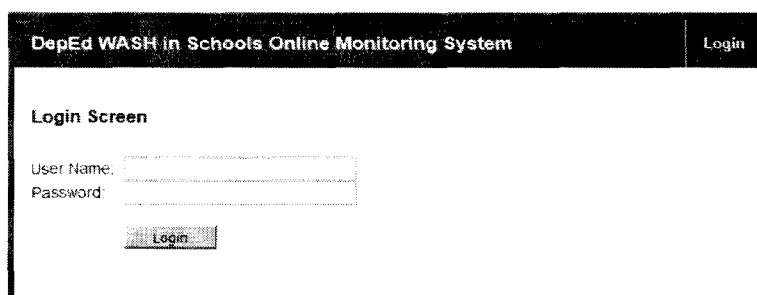 DepEd WASH in Schools Online Monitoring System Login
Login Screen
User Name:
Password:
Login